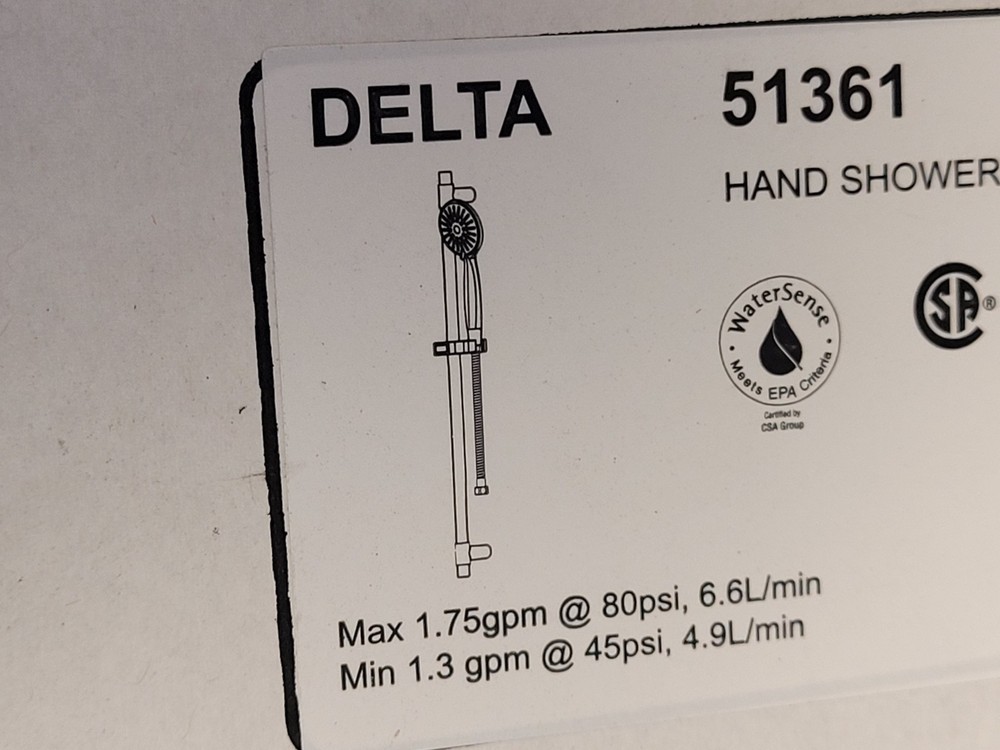 DELTA
51361
HAND SHOWER
WaterSense
Meets EPA Criteria
Certified by
CSA Group
CSA®
Max 1.75gpm @ 80psi, 6.6L/min
Min 1.3 gpm @ 45psi, 4.9L/min